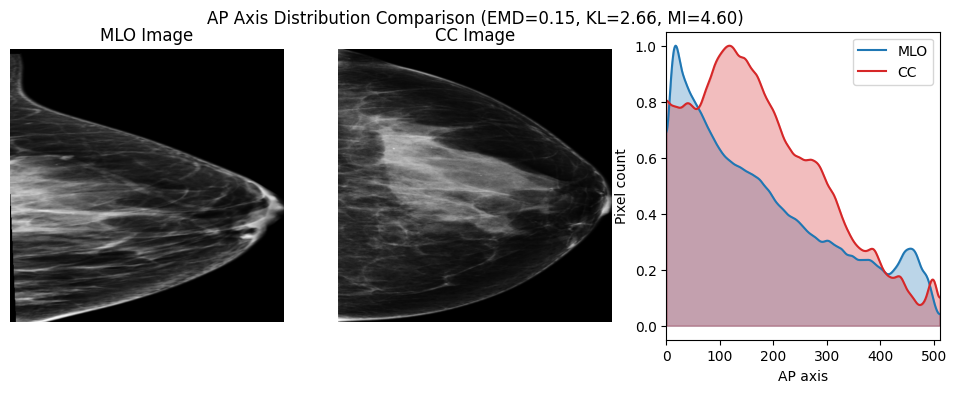 AP Axis Distribution Comparison (EMD=0.15, KL=2.66, MI=4.60)
MLO Image
CC Image
MLO
CC
Pixel count
1.0
0.8
0.6
0.4
0.2
0.0
0 100 200 300 400 500
AP axis